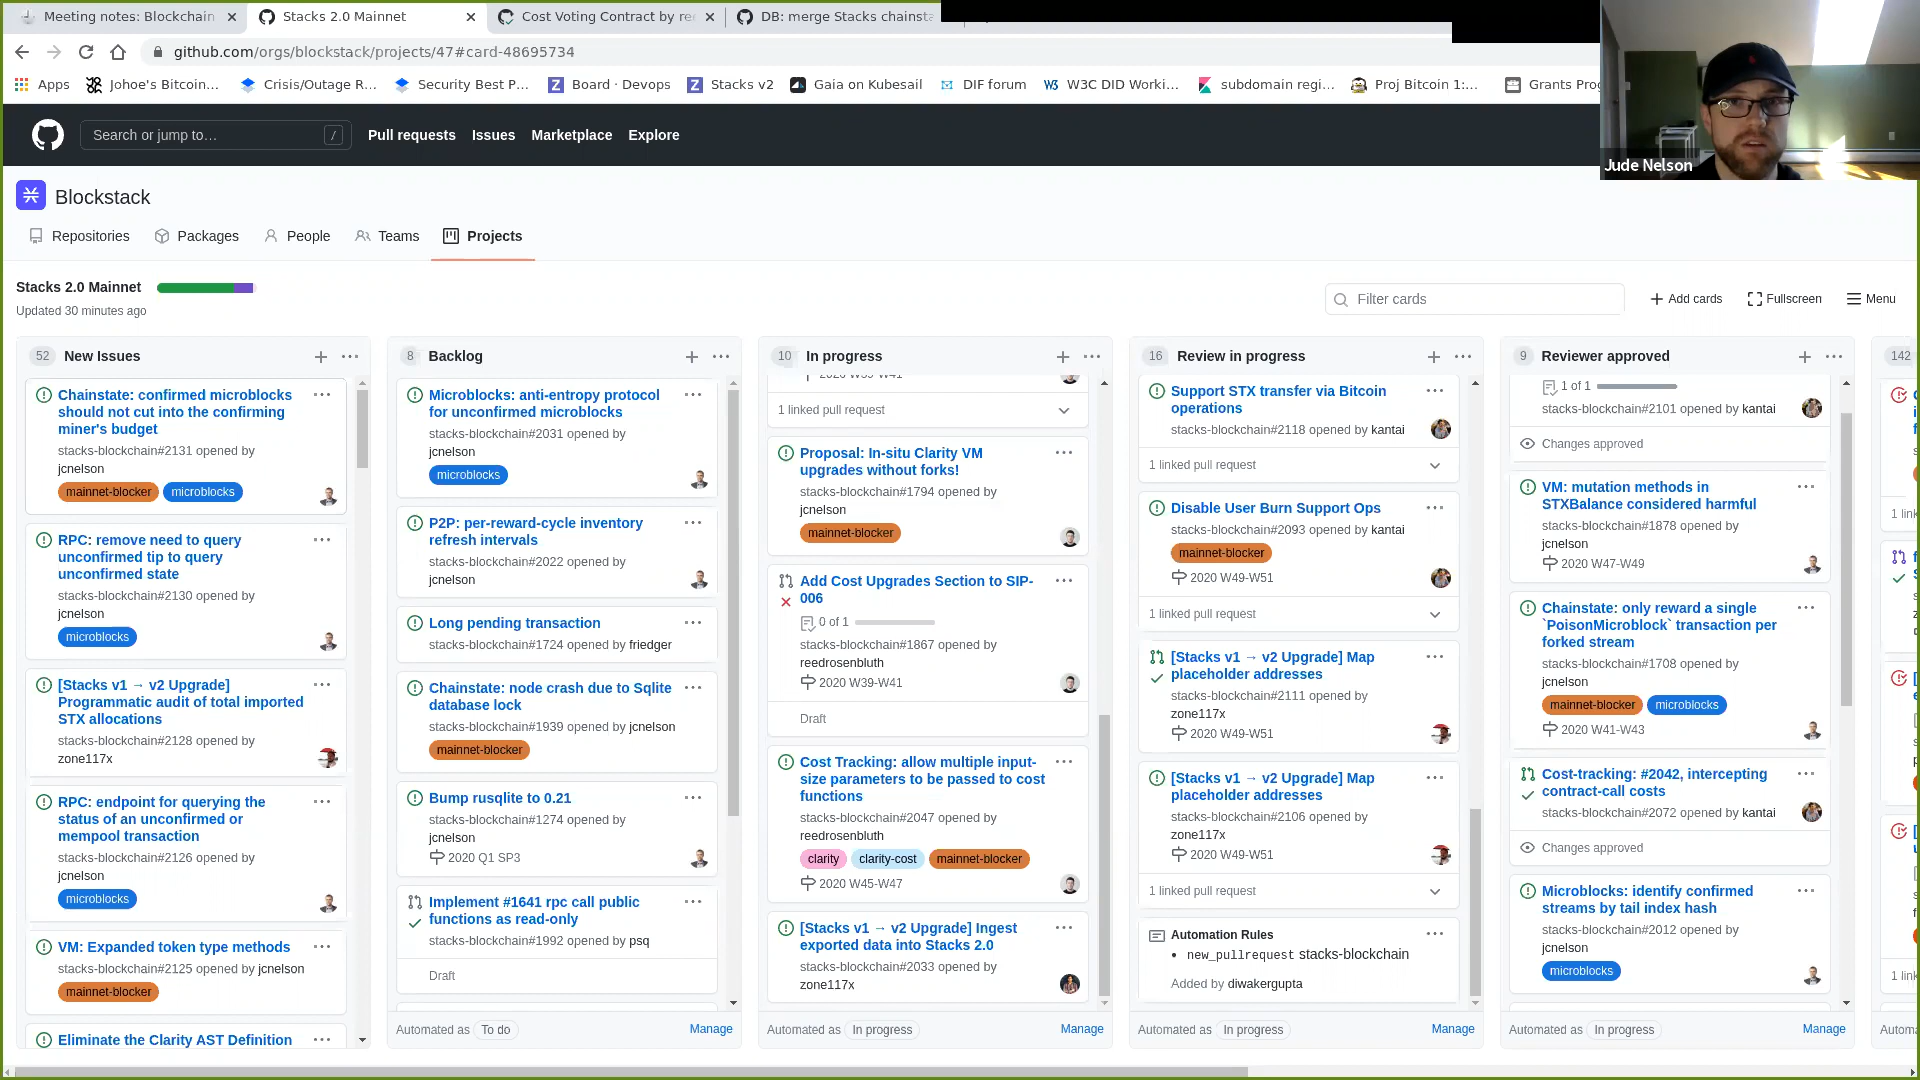 Meeting notes: Blockchain
Stacks 2.0 Mainnet
Cost Voting Contract by ree
DB: merge Stacks chainsta
github.com/orgs/blockstack/projects/47#card-48695734
Apps
Johoe's Bitcoin...
Crisis/Outage R...
Security Best P...
Board · Devops
Stacks v2
Gaia on Kubesail
DIF forum
W3C DID Worki...
subdomain regi...
Proj Bitcoin 1:...
Grants Prog
Search or jump to...
/
Pull requests
Issues
Marketplace
Explore
Jude Nelson
Blockstack
Repositories
Packages
People
Teams
Projects
Stacks 2.0 Mainnet
Updated 30 minutes ago
Filter cards
Add cards
Fullscreen
Menu
52 New Issues
Chainstate: confirmed microblocks
should not cut into the confirming
miner's budget
stacks-blockchain#2131 opened by
jcnelson
mainnet-blocker microblocks
RPC: remove need to query
unconfirmed tip to query
unconfirmed state
stacks-blockchain#2130 opened by
jcnelson
microblocks
[Stacks v1 → v2 Upgrade]
Programmatic audit of total imported
STX allocations
stacks-blockchain#2128 opened by
zone117x
RPC: endpoint for querying the
status of an unconfirmed or
mempool transaction
stacks-blockchain#2126 opened by
jcnelson
microblocks
VM: Expanded token type methods
stacks-blockchain#2125 opened by jcnelson
mainnet-blocker
Eliminate the Clarity AST Definition
8 Backlog
Microblocks: anti-entropy protocol
for unconfirmed microblocks
stacks-blockchain#2031 opened by
jcnelson
microblocks
P2P: per-reward-cycle inventory
refresh intervals
stacks-blockchain#2022 opened by
jcnelson
Long pending transaction
stacks-blockchain#1724 opened by friedger
Chainstate: node crash due to Sqlite
database lock
stacks-blockchain#1939 opened by jcnelson
mainnet-blocker
Bump rusqlite to 0.21
stacks-blockchain#1274 opened by
jcnelson
2020 Q1 SP3
Implement #1641 rpc call public
functions as read-only
stacks-blockchain#1992 opened by psq
Draft
Automated as To do
Manage
10 In progress
2020 W39-W41
1 linked pull request
Proposal: In-situ Clarity VM
upgrades without forks!
stacks-blockchain#1794 opened by
jcnelson
mainnet-blocker
Add Cost Upgrades Section to SIP-
006
0 of 1
stacks-blockchain#1867 opened by
reedrosenbluth
2020 W39-W41
Draft
Cost Tracking: allow multiple input-
size parameters to be passed to cost
functions
stacks-blockchain#2047 opened by
reedrosenbluth
clarity clarity-cost mainnet-blocker
2020 W45-W47
[Stacks v1 → v2 Upgrade] Ingest
exported data into Stacks 2.0
stacks-blockchain#2033 opened by
zone117x
Automated as In progress
Manage
16 Review in progress
Support STX transfer via Bitcoin
operations
stacks-blockchain#2118 opened by kantai
1 linked pull request
Disable User Burn Support Ops
stacks-blockchain#2093 opened by kantai
mainnet-blocker
2020 W49-W51
1 linked pull request
[Stacks v1 → v2 Upgrade] Map
placeholder addresses
stacks-blockchain#2111 opened by
zone117x
2020 W49-W51
[Stacks v1 → v2 Upgrade] Map
placeholder addresses
stacks-blockchain#2106 opened by
zone117x
2020 W49-W51
1 linked pull request
Automation Rules
• new_pullrequest stacks-blockchain
Added by diwakergupta
Automated as In progress
Manage
9 Reviewer approved
1 of 1
stacks-blockchain#2101 opened by kantai
Changes approved
VM: mutation methods in
STXBalance considered harmful
stacks-blockchain#1878 opened by
jcnelson
2020 W47-W49
Chainstate: only reward a single
`PoisonMicroblock` transaction per
forked stream
stacks-blockchain#1708 opened by
jcnelson
mainnet-blocker microblocks
2020 W41-W43
Cost-tracking: #2042, intercepting
contract-call costs
stacks-blockchain#2072 opened by kantai
Changes approved
Microblocks: identify confirmed
streams by tail index hash
stacks-blockchain#2012 opened by
jcnelson
microblocks
Automated as In progress
Manage
142
1 link
1 link
Autom